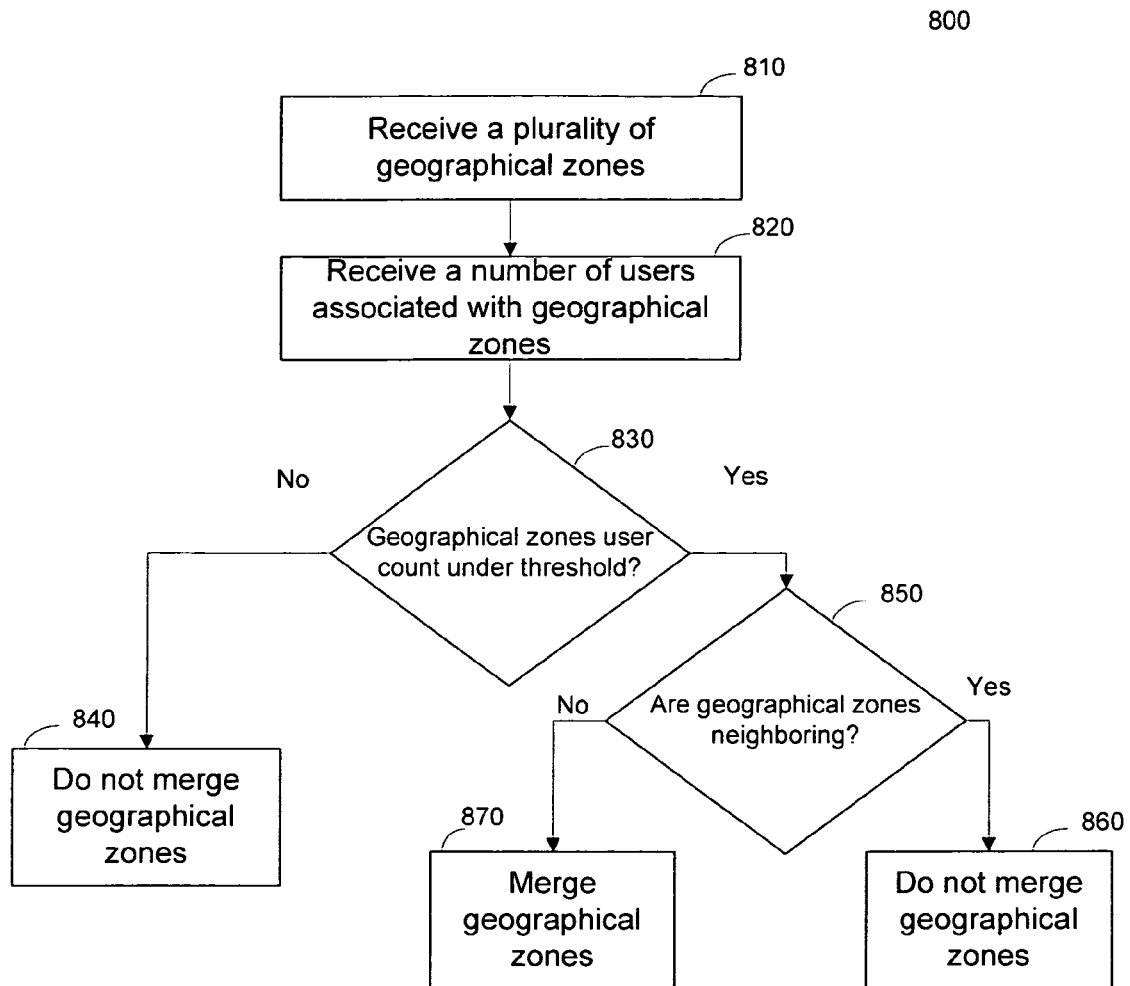 800
810
Receive a plurality of
geographical zones
820
Receive a number of users
associated with geographical
zones
830
No
Yes
Geographical zones user
count under threshold?
850
No
Yes
Are geographical zones
neighboring?
840
Do not merge
geographical
zones
870
Merge
geographical
zones
860
Do not merge
geographical
zones